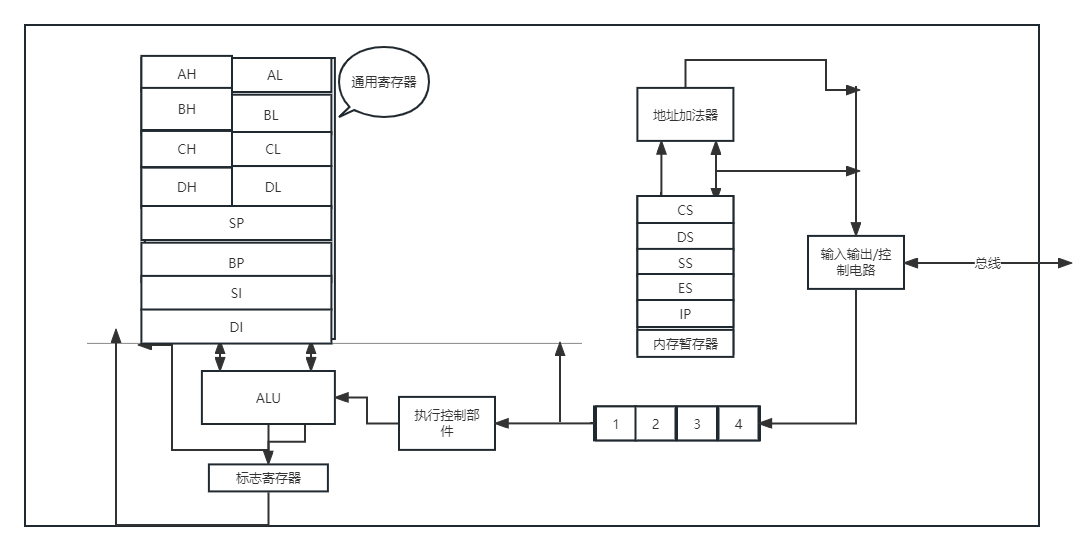 AH
AL
通用寄存器
BH
BL
CH
CL
DH
DL
SP
BP
SI
DI
地址加法器
CS
DS
SS
ES
IP
内存暂存器
输入输出/控
制电路
总线
ALU
执行控制部
件
1
2
3
4
标志寄存器